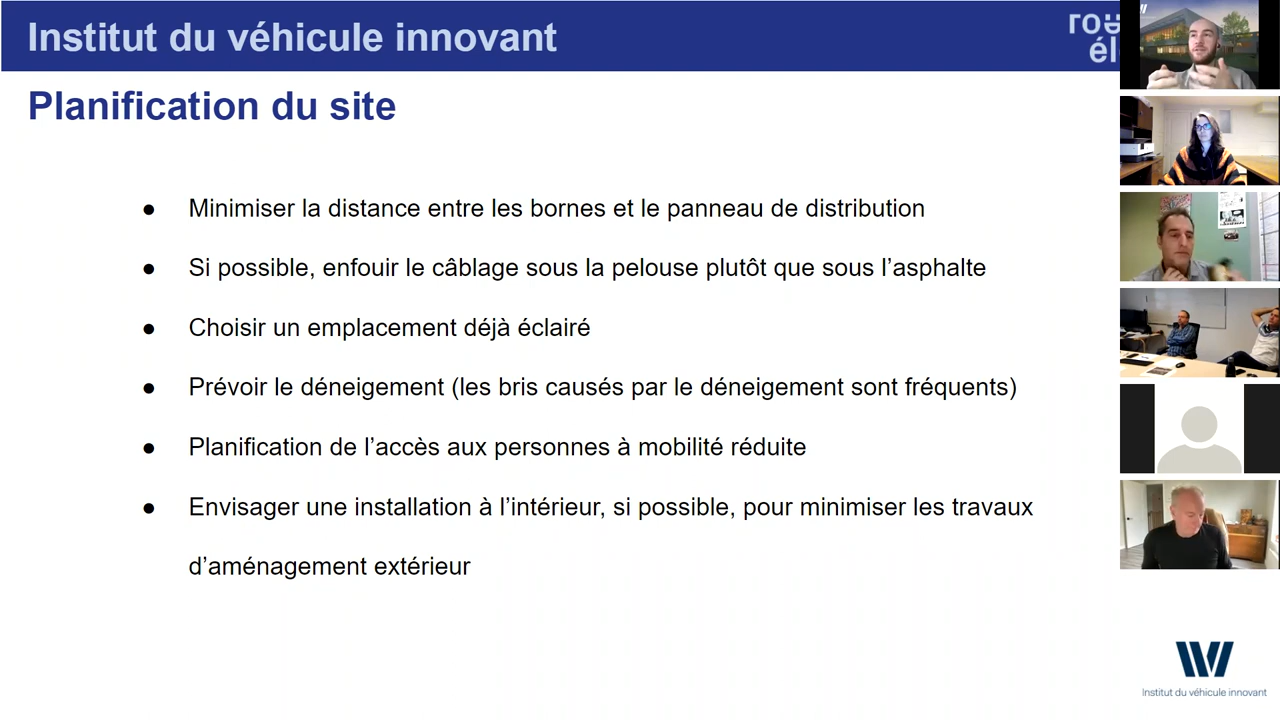 Institut du véhicule innovant
Planification du site
● Minimiser la distance entre les bornes et le panneau de distribution
● Si possible, enfouir le câblage sous la pelouse plutôt que sous l’asphalte
● Choisir un emplacement déjà éclairé
● Prévoir le déneigement (les bris causés par le déneigement sont fréquents)
● Planification de l’accès aux personnes à mobilité réduite
● Envisager une installation à l’intérieur, si possible, pour minimiser les travaux
d’aménagement extérieur
Institut du véhicule innovant